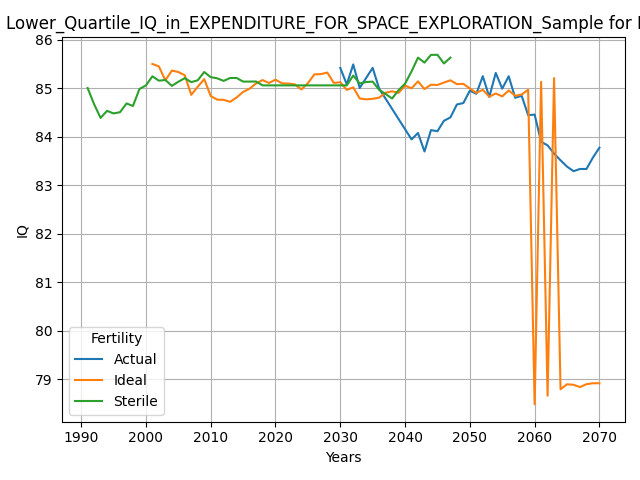 Lower_Quartile_IQ_in_EXPENDITURE_FOR_SPACE_EXPLORATION_Sample for
86
85
84
83
82
81
80
79
IQ
Fertility
Actual
Ideal
Sterile
1990 2000 2010 2020 2030 2040 2050 2060 2070
Years